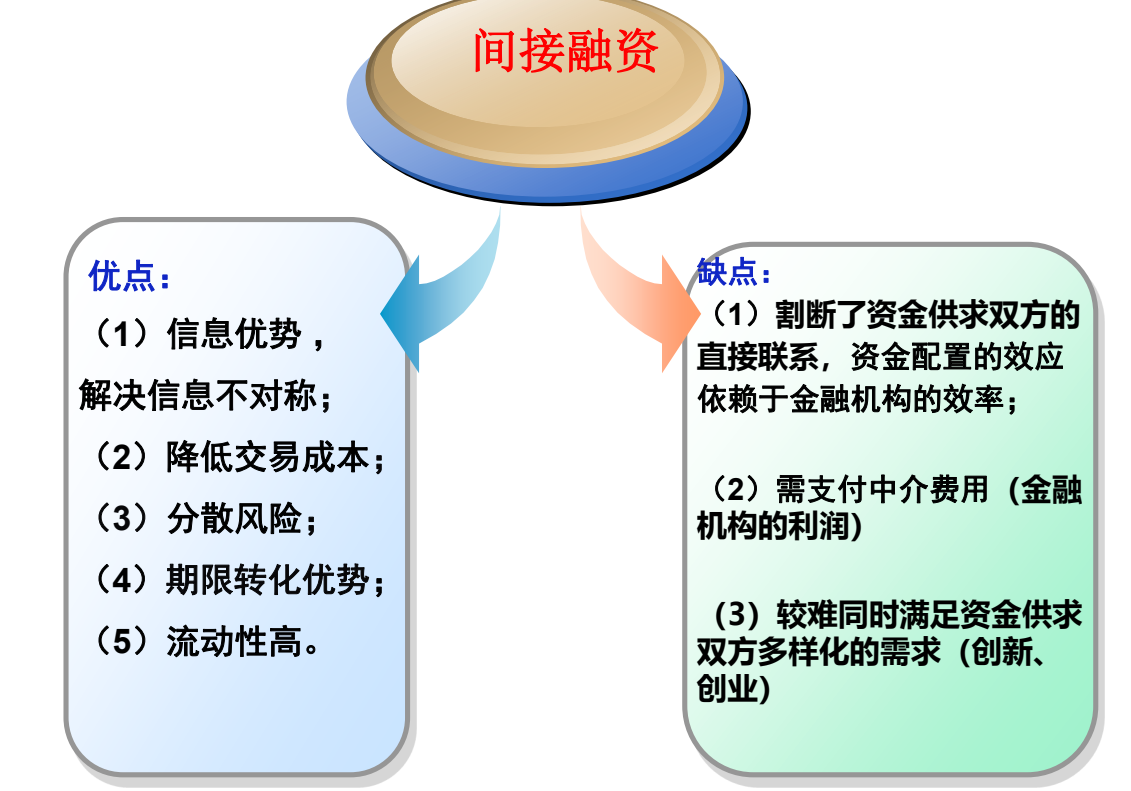 间接融资
优点：
（1）信息优势 ，
解决信息不对称；
（2）降低交易成本；
（3）分散风险；
（4）期限转化优势；
（5）流动性高。
缺点：
（1）割断了资金供求双方的
直接联系，资金配置的效应
依赖于金融机构的效率；
（2）需支付中介费用（金融
机构的利润）
（3）较难同时满足资金供求
双方多样化的需求（创新、
创业）